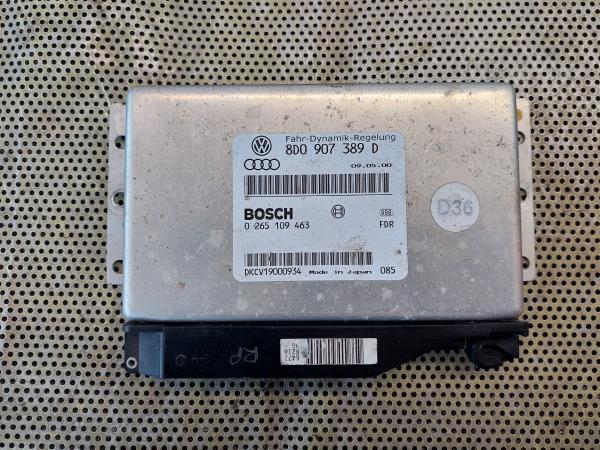 Fahr-Dynamik-Regelung
8D0 907 389 D
09.05.00
BOSCH
0 265 109 463
FDR
DKCV19000934 Made in Japan 085
D36
RP